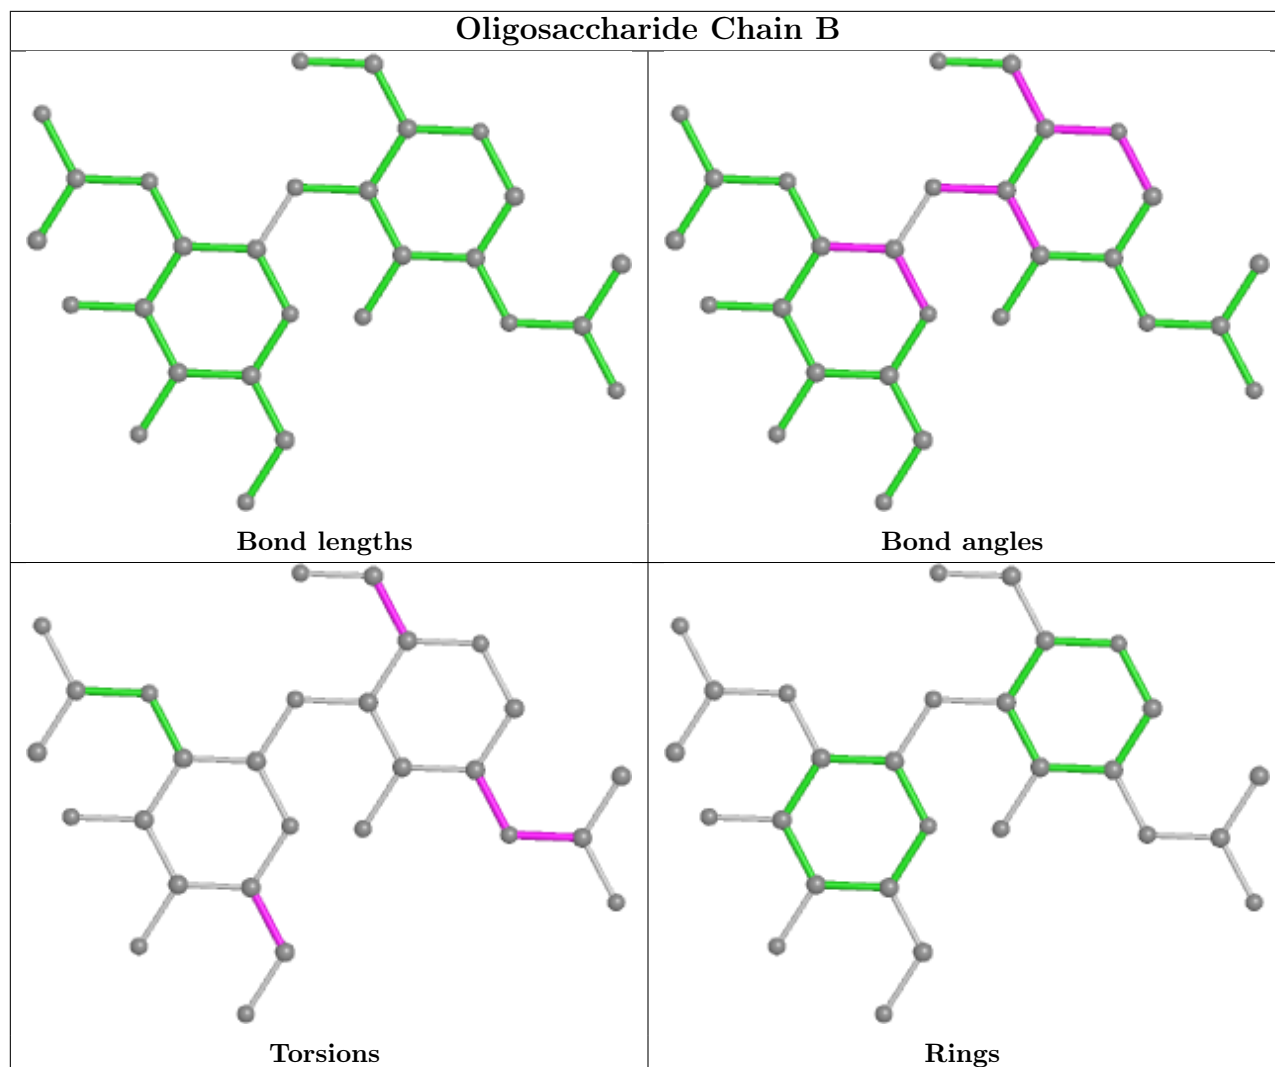 Oligosaccharide Chain B
Bond lengths
Bond angles
Torsions
Rings